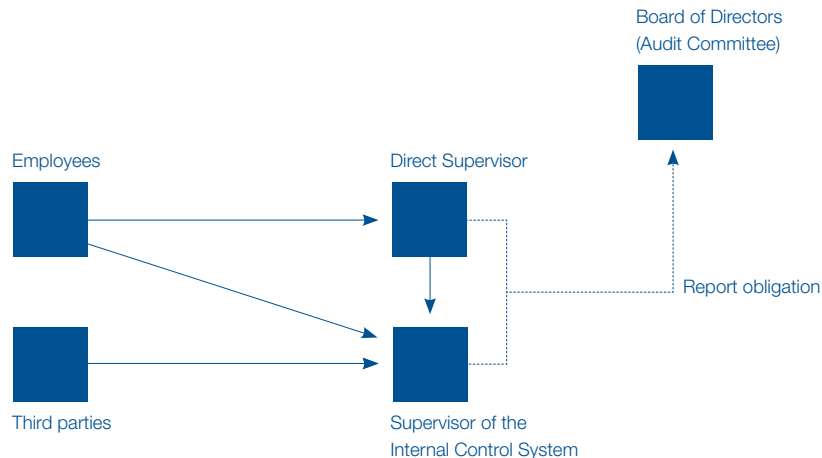 Board of Directors
(Audit Committee)
Employees
Direct Supervisor
Report obligation
Third parties
Supervisor of the
Internal Control System